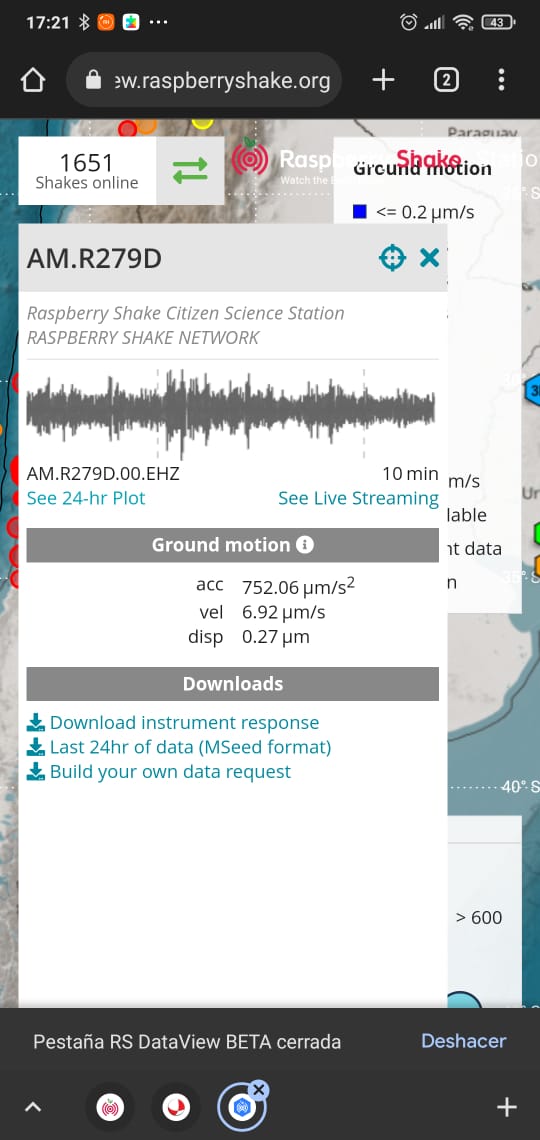 17:21
43
ew.raspberryshake.org
2
Paraguay
1651
Shakes online
Shake
Watch the E
Ground motion
<= 0.2 µm/s
AM.R279D
Raspberry Shake Citizen Science Station
RASPBERRY SHAKE NETWORK
AM.R279D.00.EHZ
10 min
m/s
See 24-hr Plot
See Live Streaming
lable
Ground motion
nt data
acc 752.06 µm/s²
n
35° S
vel 6.92 µm/s
disp 0.27 µm
Downloads
Download instrument response
Last 24hr of data (MSeed format)
Build your own data request
40° S
> 600
Pestaña RS DataView BETA cerrada
Deshacer